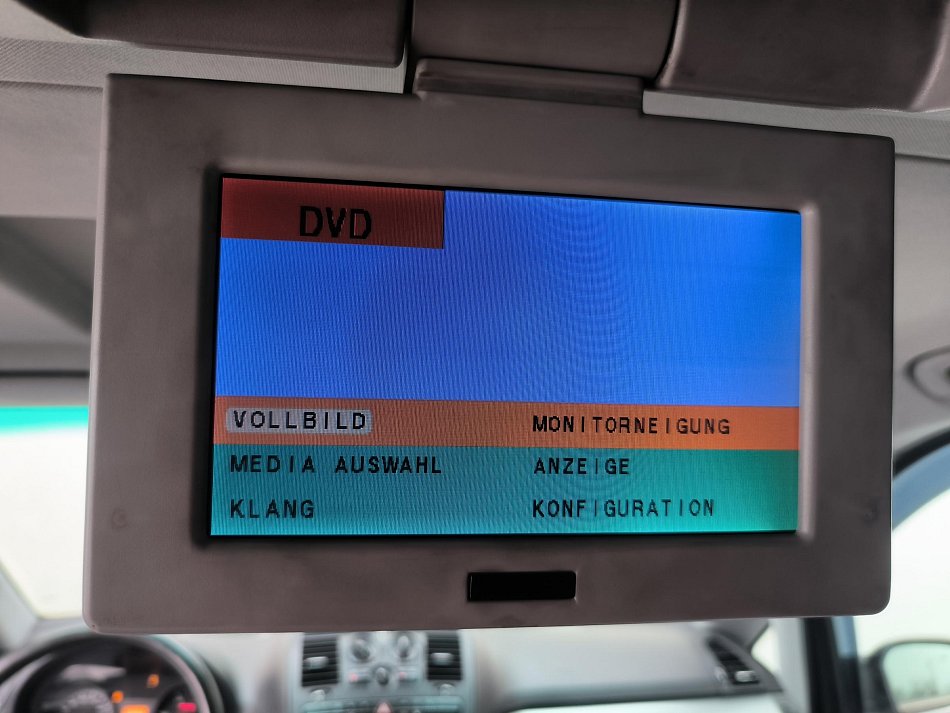 DVD
VOLLBILD MONITORNEIGUNG
MEDIA AUSWAHL ANZEIGE
KLANG KONFIGURATION